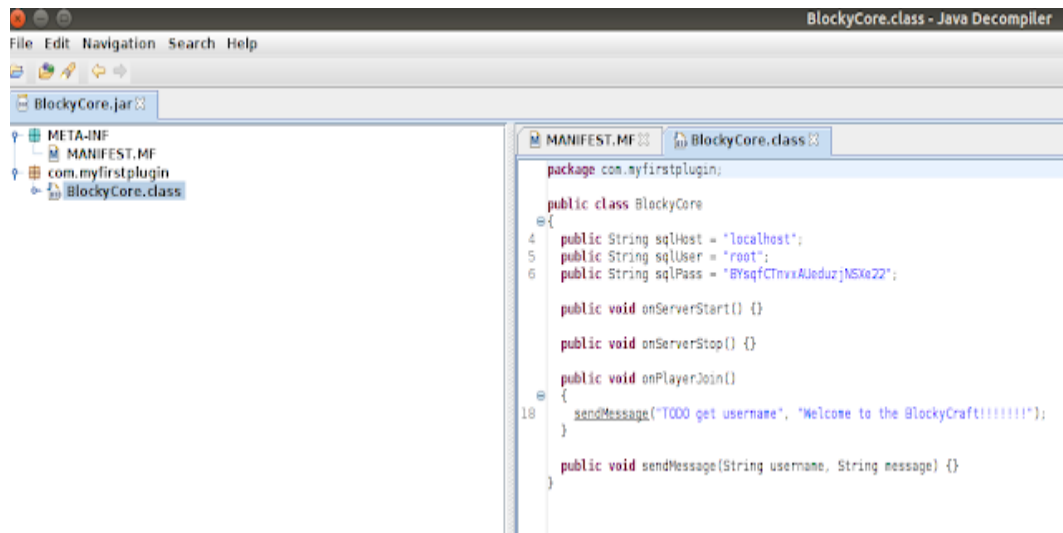 BlockyCore.class - Java Decompiler
File Edit Navigation Search Help
BlockyCore.jar
META-INF
MANIFEST.MF
com.myfirstplugin
BlockyCore.class
MANIFEST.MF BlockyCore.class
package com.myfirstplugin;
public class BlockyCore
{
4 public String sqlHost = "localhost";
5 public String sqlUser = "root";
6 public String sqlPass =
public void onServerStart() {}
public void onServerStop() {}
public void onPlayerJoin()
{
18 sendMessage("TODO get username", "Welcome to the BlockyCraft!!!!!!!");
}
public void sendMessage(String username, String message) {}
}